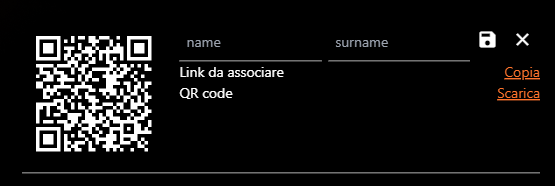 name surname
Link da associare Copia
QR code Scarica